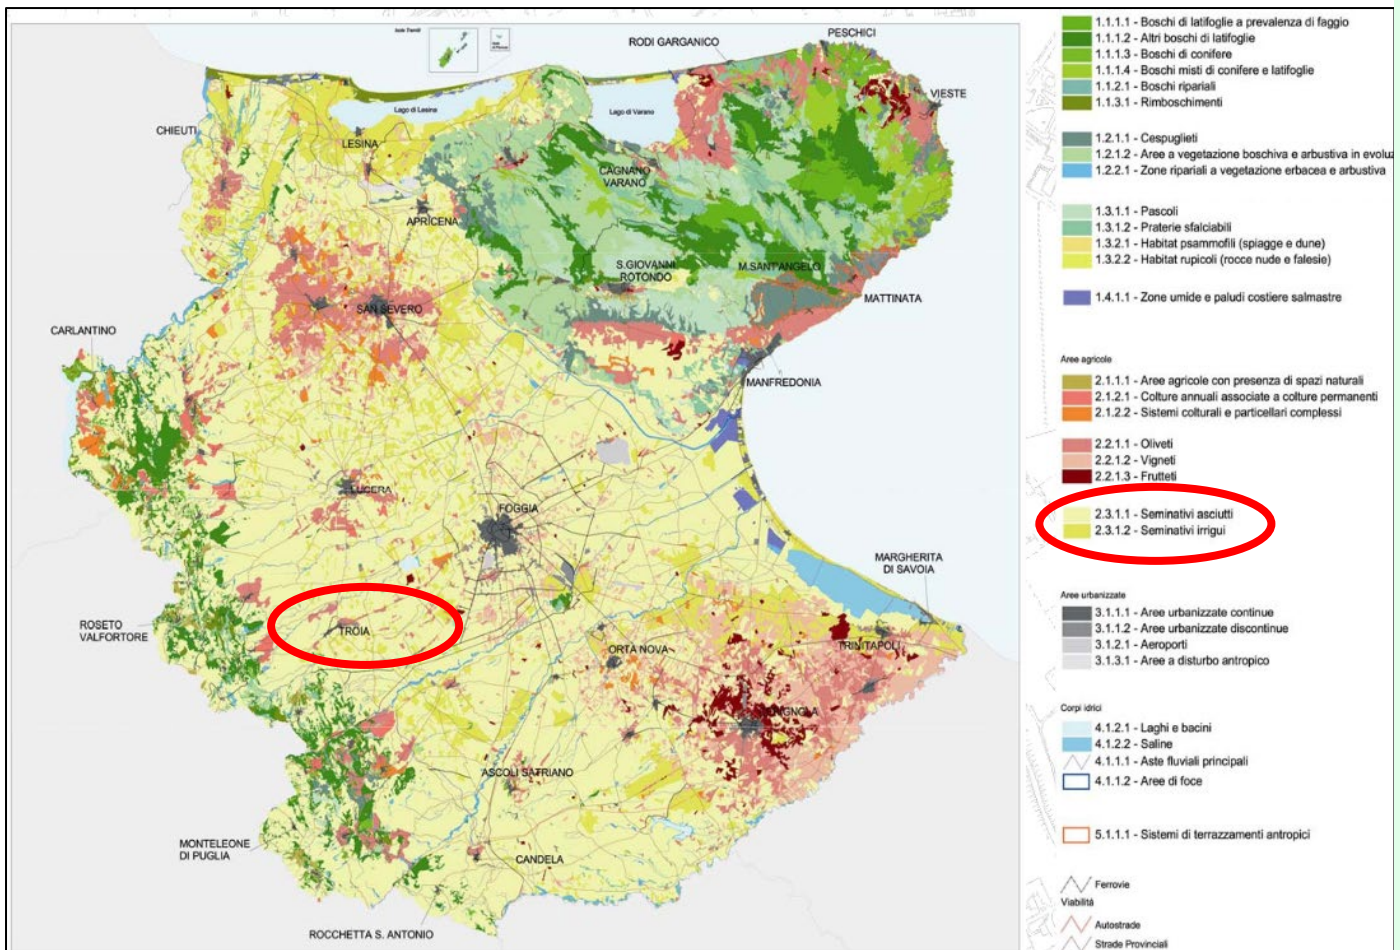 Isole Tremiti
RODI GARGANICO
PESCHICI
VIESTE
Lago di Lesina
Lago di Varano
CHIEUTI
LESINA
CAGNANO
VARANO
APRICENA
S.GIOVANNI
ROTONDO
M.SANT'ANGELO
MATTINATA
SAN SEVERO
CARLANTINO
MANFREDONIA
LUCERA
FOGGIA
MARGHERITA
DI SAVOIA
ROSETO
VALFORTORE
TROIA
ORTA NOVA
TRINITAPOLI
CERIGNOLA
ASCOLI SATRIANO
MONTELEONE
DI PUGLIA
CANDELA
ROCCHETTA S. ANTONIO
1.1.1.1 - Boschi di latifoglie a prevalenza di faggio
1.1.1.2 - Altri boschi di latifoglie
1.1.1.3 - Boschi di conifere
1.1.1.4 - Boschi misti di conifere e latifoglie
1.1.2.1 - Boschi ripariali
1.1.3.1 - Rimboschimenti
1.2.1.1 - Cespuglieti
1.2.1.2 - Aree a vegetazione boschiva e arbustiva in evoluz
1.2.2.1 - Zone ripariali a vegetazione erbacea e arbustiva
1.3.1.1 - Pascoli
1.3.1.2 - Praterie sfalciabili
1.3.2.1 - Habitat psammofili (spiagge e dune)
1.3.2.2 - Habitat rupicoli (rocce nude e falesie)
1.4.1.1 - Zone umide e paludi costiere salmastre
Aree agricole
2.1.1.1 - Aree agricole con presenza di spazi naturali
2.1.2.1 - Colture annuali associate a colture permanenti
2.1.2.2 - Sistemi colturali e particellari complessi
2.2.1.1 - Oliveti
2.2.1.2 - Vigneti
2.2.1.3 - Frutteti
2.3.1.1 - Seminativi asciutti
2.3.1.2 - Seminativi irrigui
Aree urbanizzate
3.1.1.1 - Aree urbanizzate continue
3.1.1.2 - Aree urbanizzate discontinue
3.1.2.1 - Aeroporti
3.1.3.1 - Aree a disturbo antropico
Corpi idrici
4.1.2.1 - Laghi e bacini
4.1.2.2 - Saline
4.1.1.1 - Aste fluviali principali
4.1.1.2 - Aree di foce
5.1.1.1 - Sistemi di terrazzamenti antropici
Ferrovie
Viabilità
Autostrade
Strade Provinciali